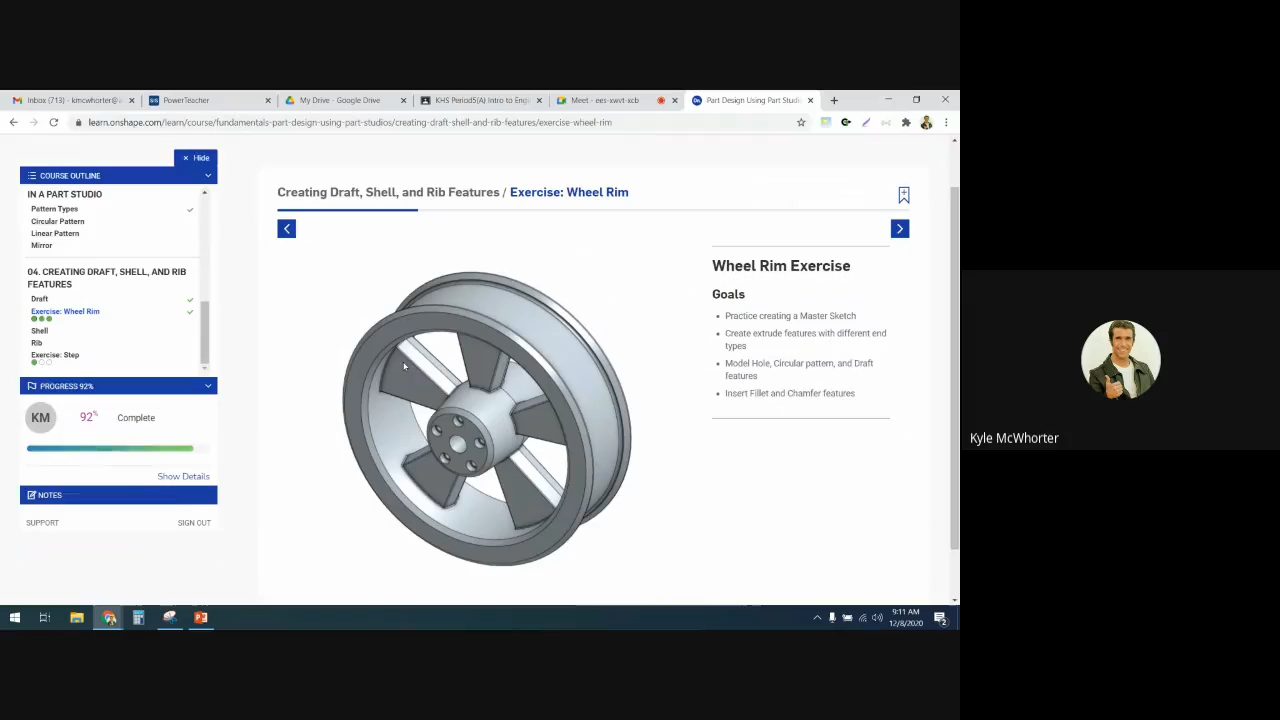 Inbox (713) - kmcwhorter@
PowerTeacher
My Drive - Google Drive
KHS Period5(A) Intro to Eng
Meet - ees-xwvt-xcb
Part Design Using Part Studi
learn.onshape.com/learn/course/fundamentals-part-design-using-part-studios/creating-draft-shell-and-rib-features/exercise-wheel-rim
Hide
COURSE OUTLINE
IN A PART STUDIO
Pattern Types
Circular Pattern
Linear Pattern
Mirror
04. CREATING DRAFT, SHELL, AND RIB
FEATURES
Draft
Exercise: Wheel Rim
Shell
Rib
Exercise: Step
PROGRESS 92%
KM
92%
Complete
Show Details
NOTES
SUPPORT
SIGN OUT
Creating Draft, Shell, and Rib Features / Exercise: Wheel Rim
Wheel Rim Exercise
Goals
Practice creating a Master Sketch
Create extrude features with different end
types
Model Hole, Circular pattern, and Draft
features
Insert Fillet and Chamfer features
Kyle McWhorter
9:11 AM
12/8/2020